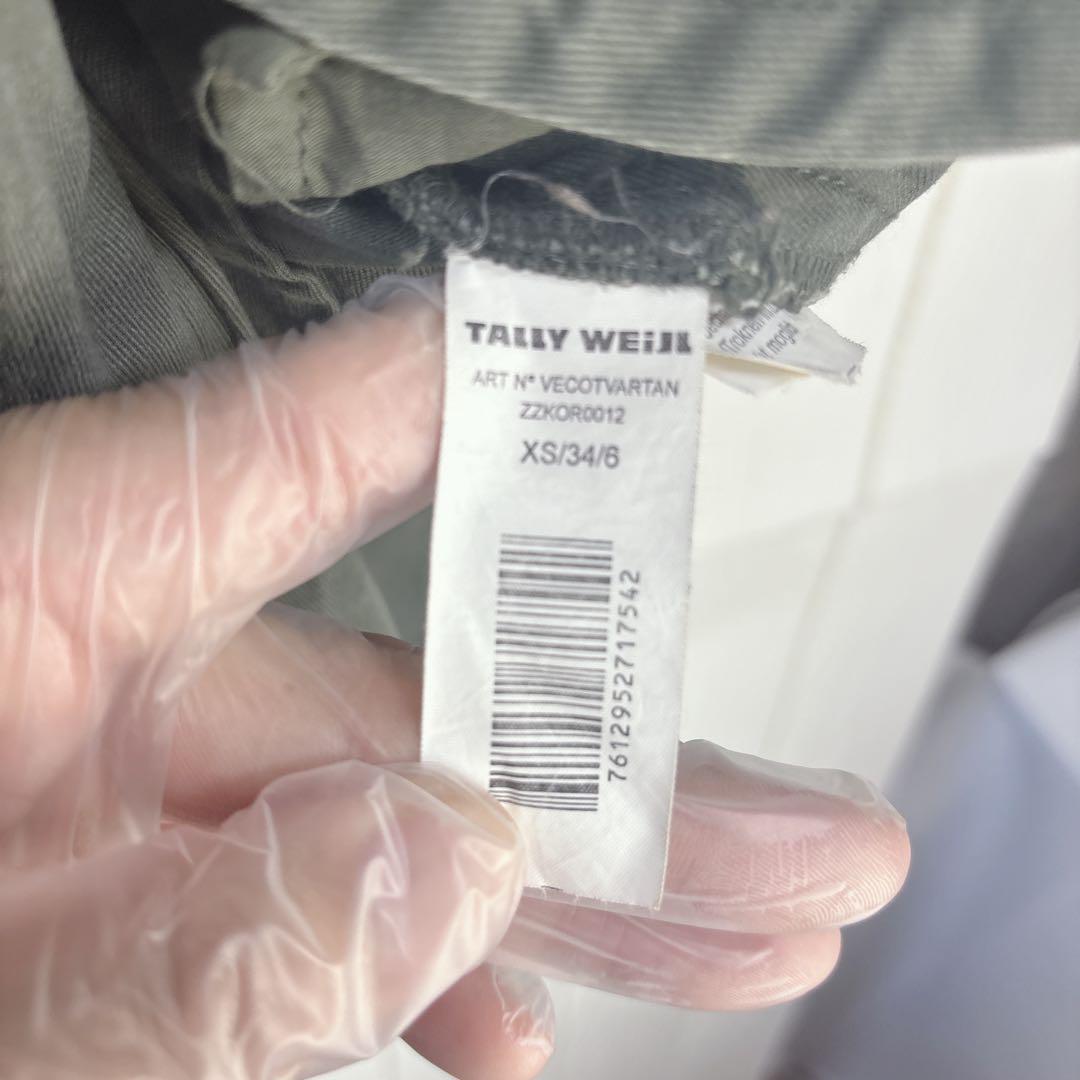 TALLY WEiJL
ART N° VECOTVARTAN
ZZKOR0012
XS/34/6
7612952717542